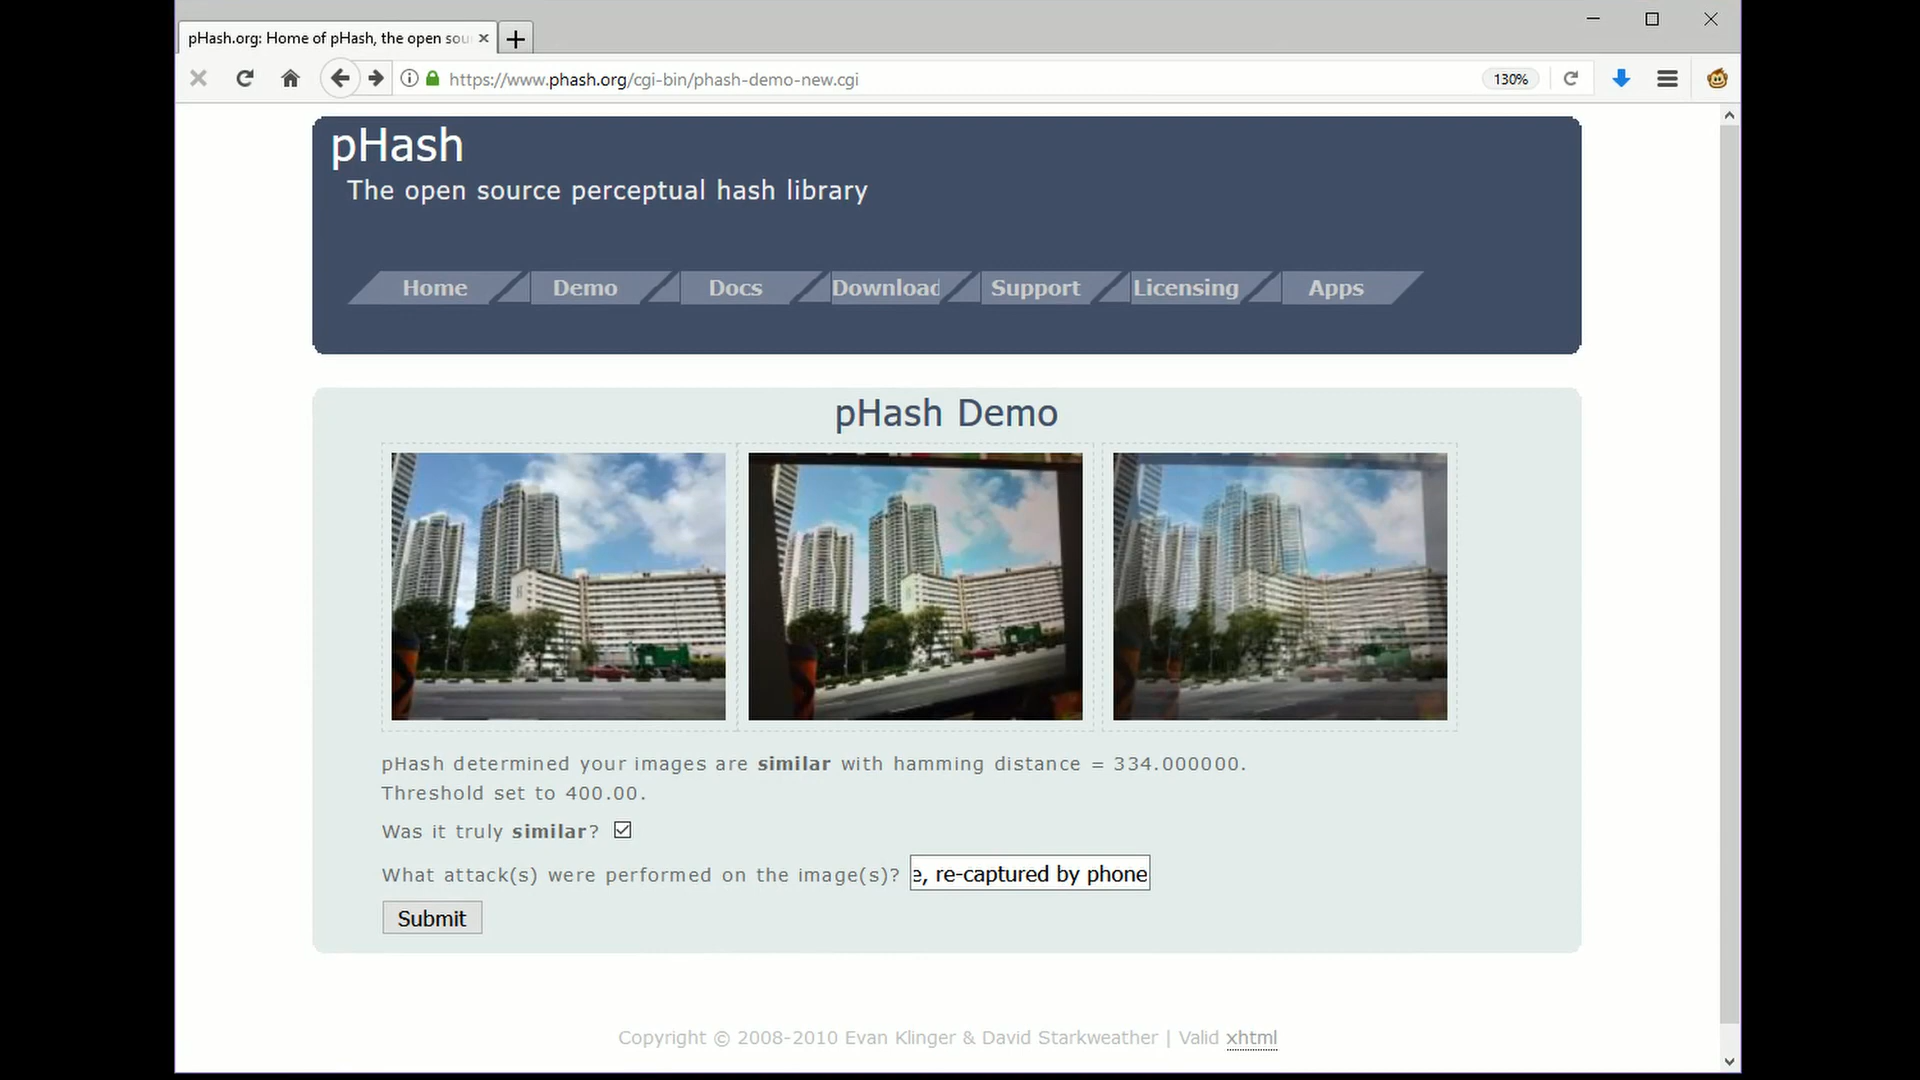 pHash.org: Home of pHash, the open sou
https://www.phash.org/cgi-bin/phash-demo-new.cgi
130%
pHash
The open source perceptual hash library
Home Demo Docs Download Support Licensing Apps
pHash Demo
pHash determined your images are similar with hamming distance = 334.000000.
Threshold set to 400.00.
Was it truly similar?
What attack(s) were performed on the image(s)? e, re-captured by phone
Submit
Copyright © 2008-2010 Evan Klinger & David Starkweather | Valid xhtml